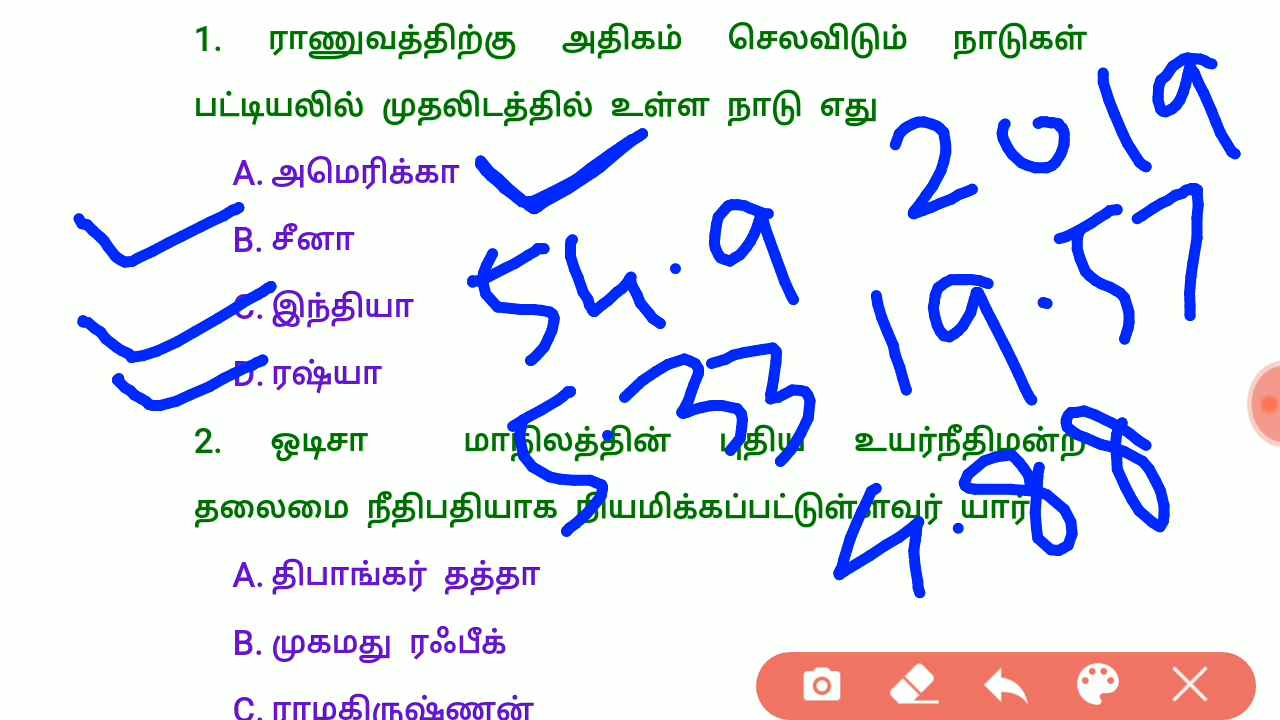 1. ராணுவத்திற்கு அதிகம் செலவிடும் நாடுகள்
பட்டியலில் முதலிடத்தில் உள்ள நாடு எது
2019
A. அமெரிக்கா
B. சீனா
54.9
19.57
C. இந்தியா
D. ரஷ்யா
5.33
4.88
2. ஒடிசா மாநிலத்தின் புதிய உயர்நீதிமன்ற
தலைமை நீதிபதியாக நியமிக்கப்பட்டுள்ளவர் யார்
A. திபாங்கர் தத்தா
B. முகமது ரஃபீக்
C. ராமகிருஷ்ணன்